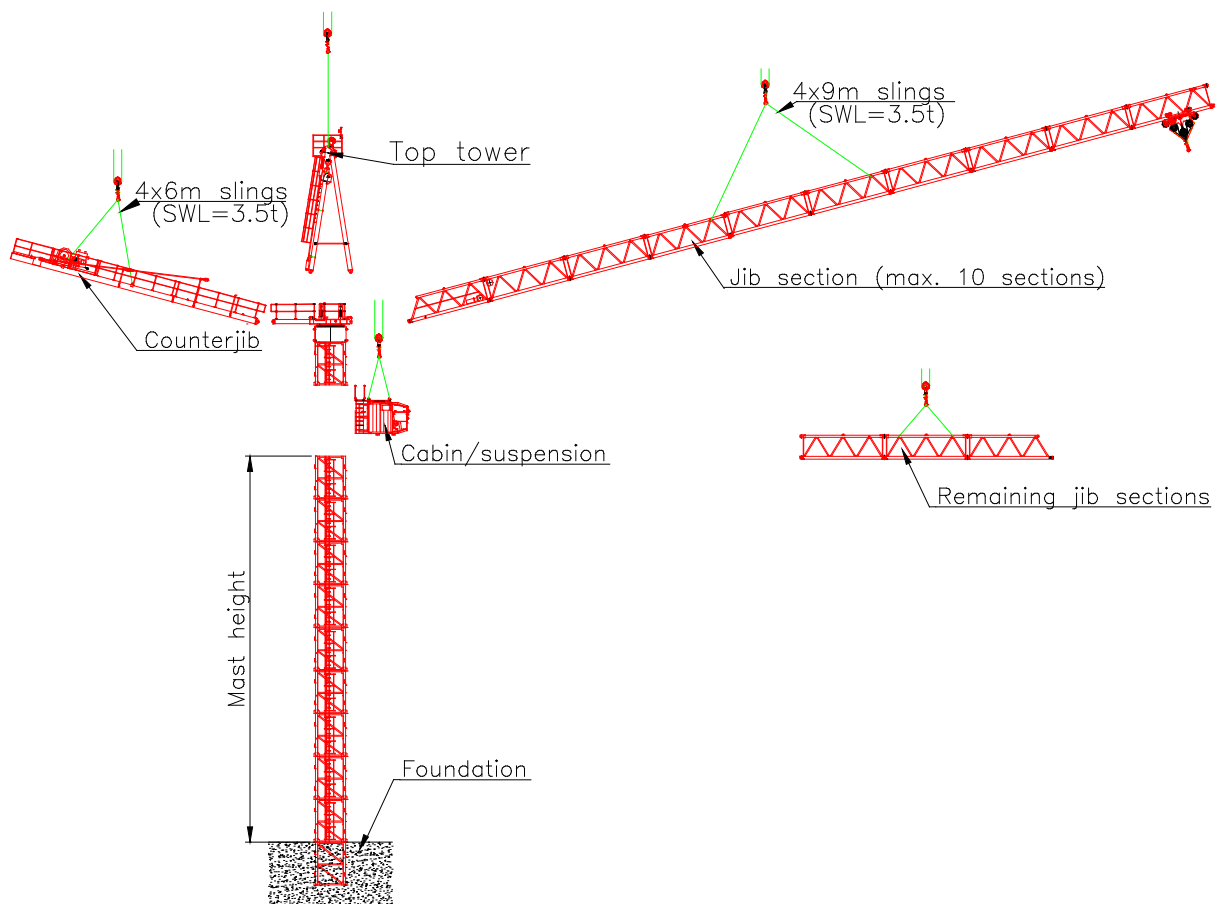 4x9m slings
(SWL=3.5t)
Top tower
4x6m slings
(SWL=3.5t)
Jib section (max. 10 sections)
Counterjib
Cabin/suspension
Remaining jib sections
Mast height
Foundation